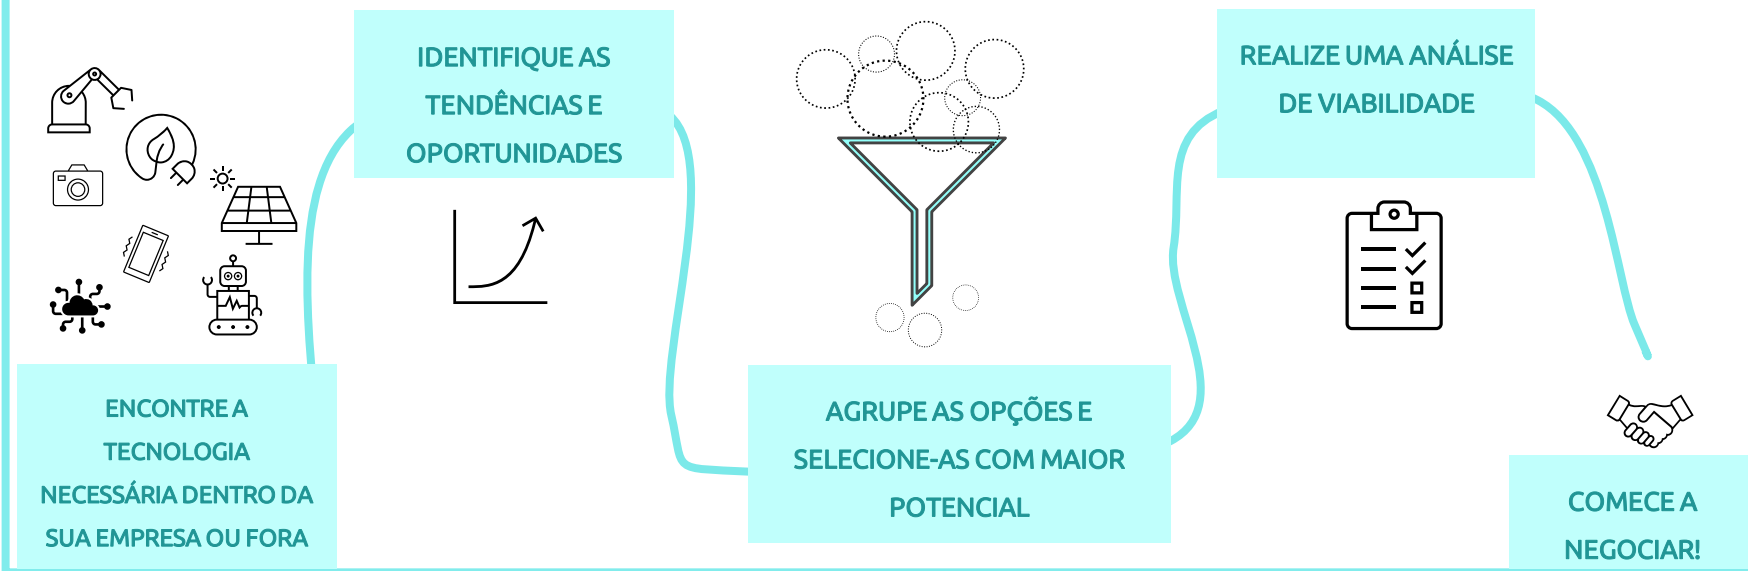 ENCONTRE A
TECNOLOGIA
NECESSÁRIA DENTRO DA
SUA EMPRESA OU FORA
IDENTIFIQUE AS
TENDÊNCIAS E
OPORTUNIDADES
AGRUPE AS OPÇÕES E
SELECIONE-AS COM MAIOR
POTENCIAL
REALIZE UMA ANÁLISE
DE VIABILIDADE
COMECE A
NEGOCIAR!